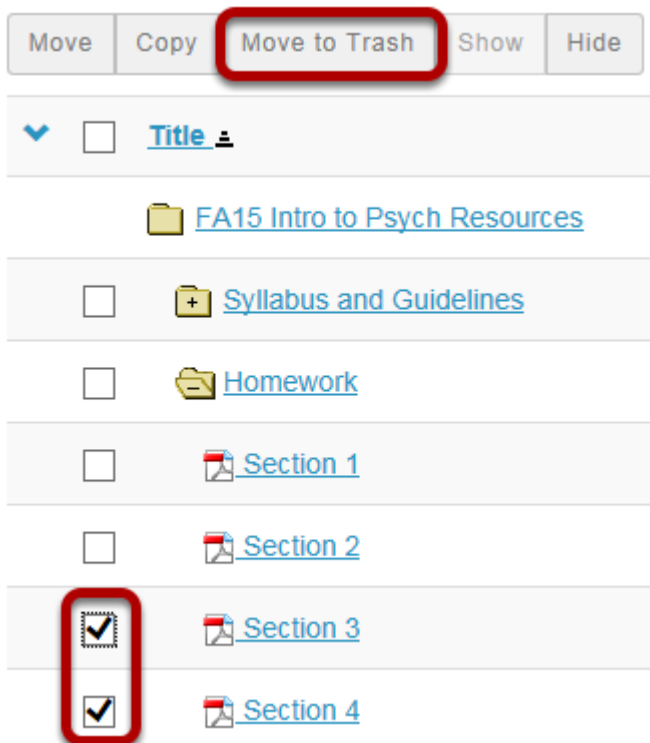 Move Copy Move to Trash Show Hide
Title
FA15 Intro to Psych Resources
Syllabus and Guidelines
Homework
Section 1
Section 2
Section 3
Section 4